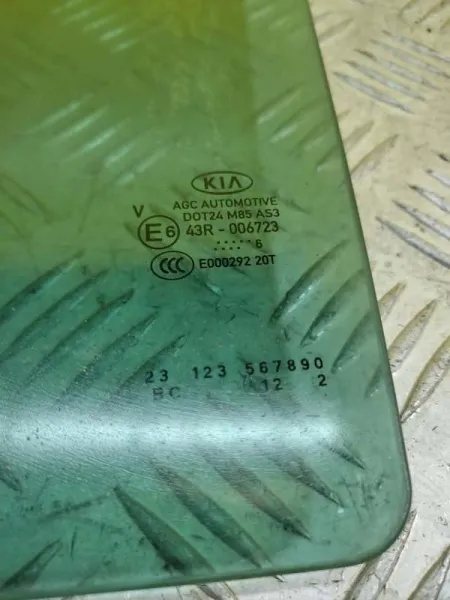 KIA
AGC AUTOMOTIVE
DOT24 M85 AS3
V
E6 43R - 006723
..... 6
....
CCC E000292 20T
23 123 567890
BC 12 2